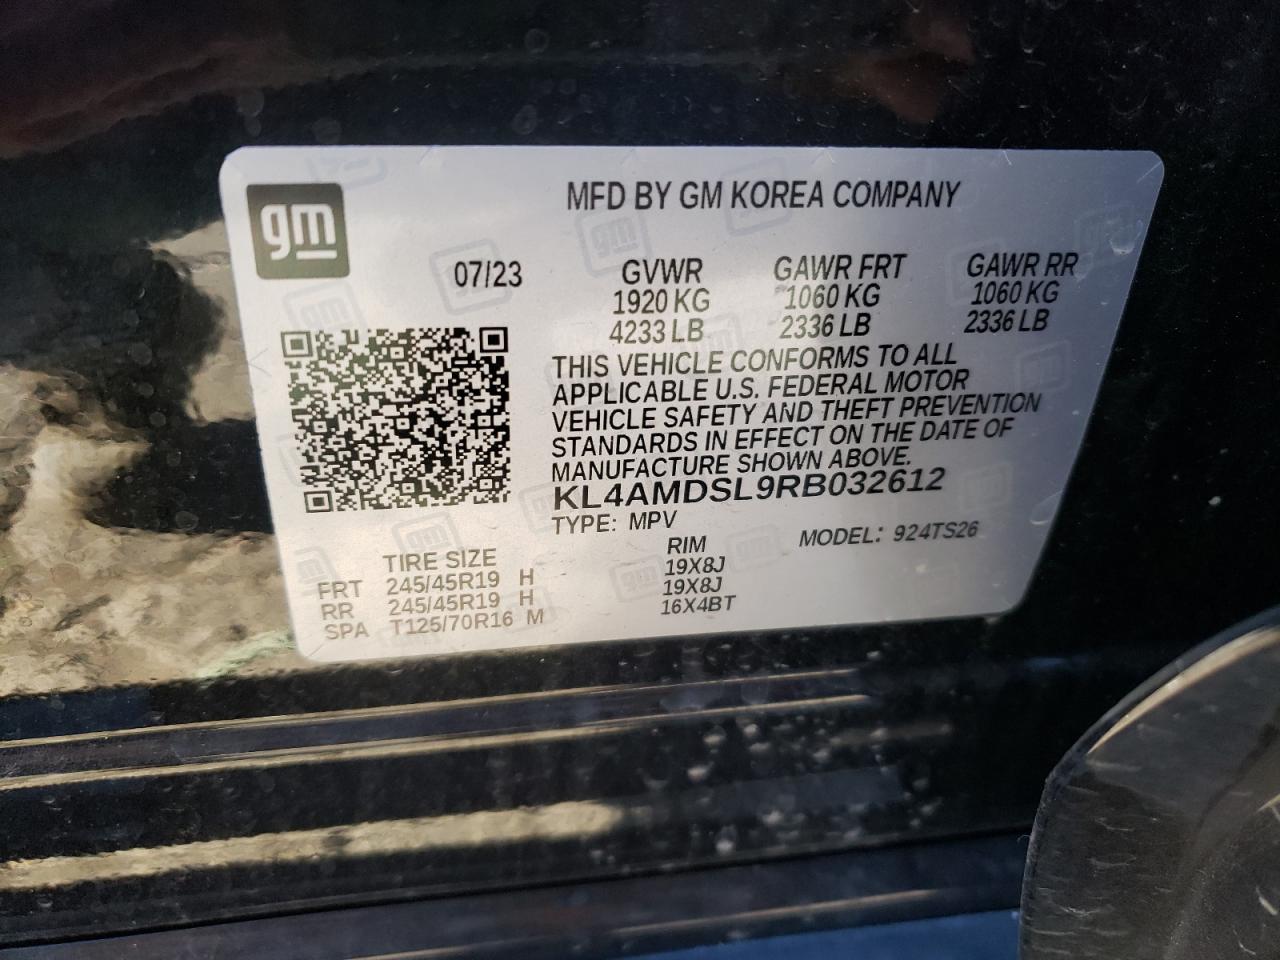 gm
MFD BY GM KOREA COMPANY
07/23 GVWR GAWR FRT GAWR RR
1920 KG 1060 KG 1060 KG
4233 LB 2336 LB 2336 LB
THIS VEHICLE CONFORMS TO ALL
APPLICABLE U.S. FEDERAL MOTOR
VEHICLE SAFETY AND THEFT PREVENTION
STANDARDS IN EFFECT ON THE DATE OF
MANUFACTURE SHOWN ABOVE.
KL4AMDSL9RB032612
TYPE: MPV MODEL: 924TS26
TIRE SIZE RIM
FRT 245/45R19 H 19X8J
RR 245/45R19 H 19X8J
SPA T125/70R16 M 16X4BT